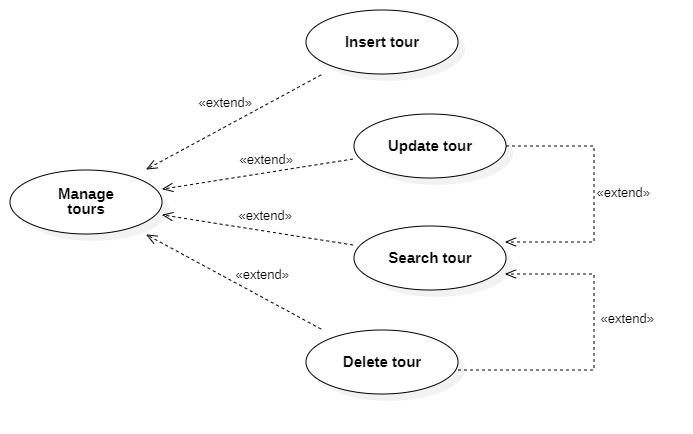 Insert tour
«extend»
Update tour
«extend»
Manage
tours
«extend»
«extend»
Search tour
«extend»
«extend»
Delete tour